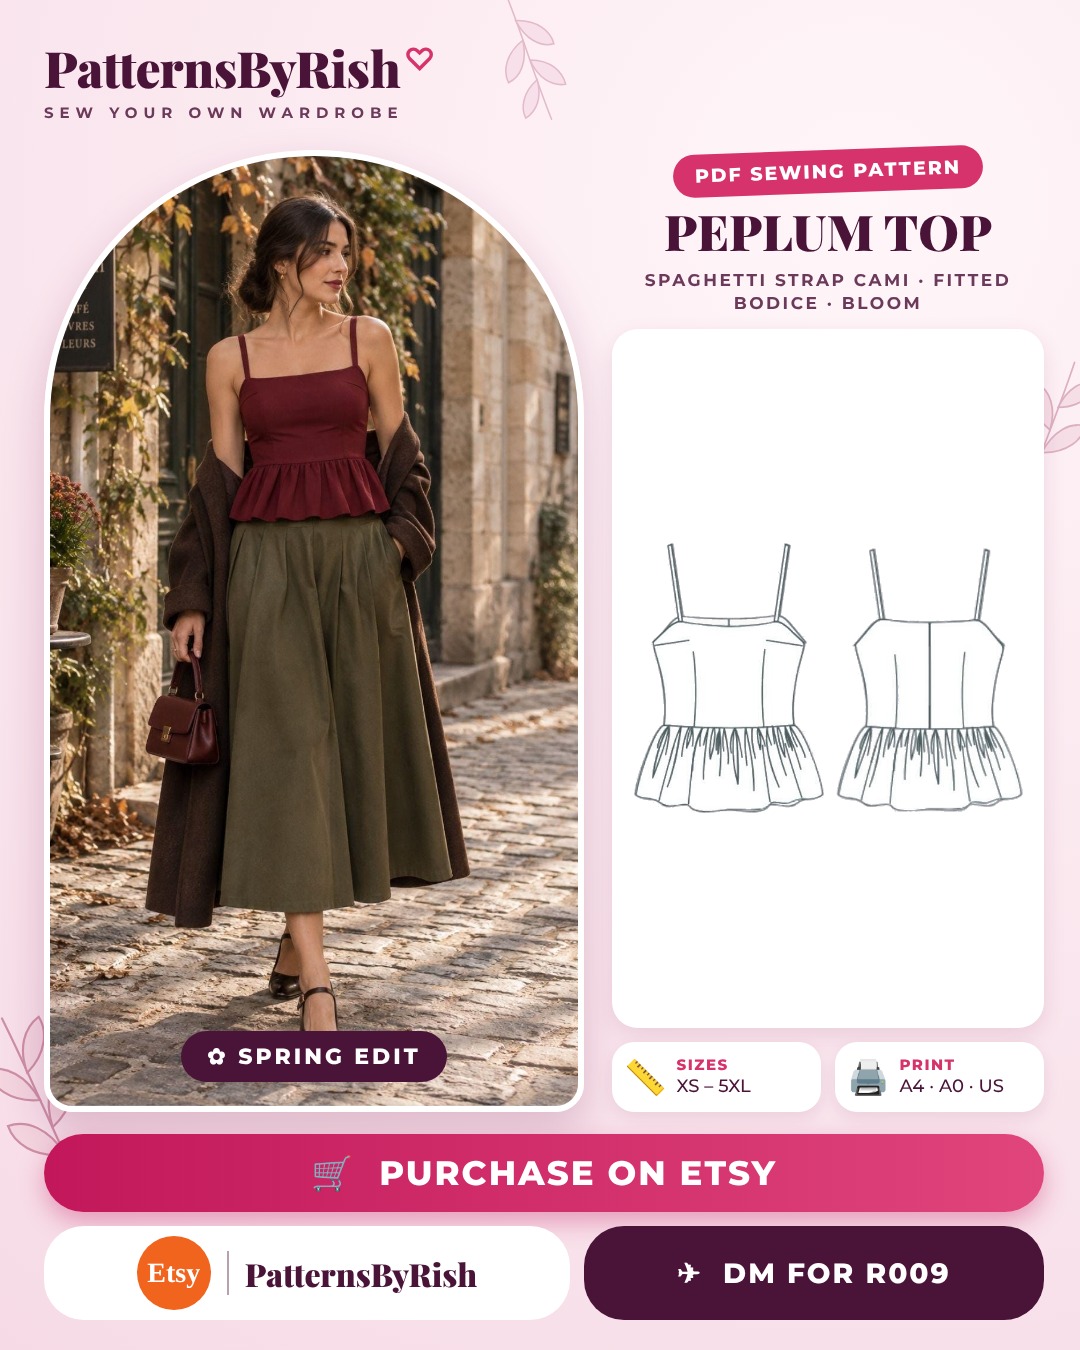 PatternsByRish
SEW YOUR OWN WARDROBE
PDF SEWING PATTERN
PEPLUM TOP
SPAGHETTI STRAP CAMI · FITTED
BODICE · BLOOM
LEURS
✿ SPRING EDIT
SIZES
XS – 5XL
PRINT
A4 · A0 · US
PURCHASE ON ETSY
Etsy
PatternsByRish
DM FOR R009